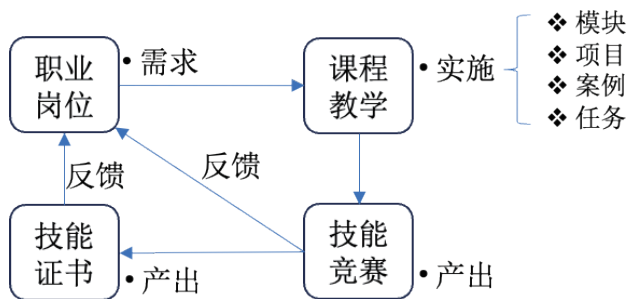 职业
岗位
• 需求
课程
教学
• 实施
❖ 模块
❖ 项目
❖ 案例
❖ 任务
反馈
反馈
技能
证书
• 产出
技能
竞赛
• 产出